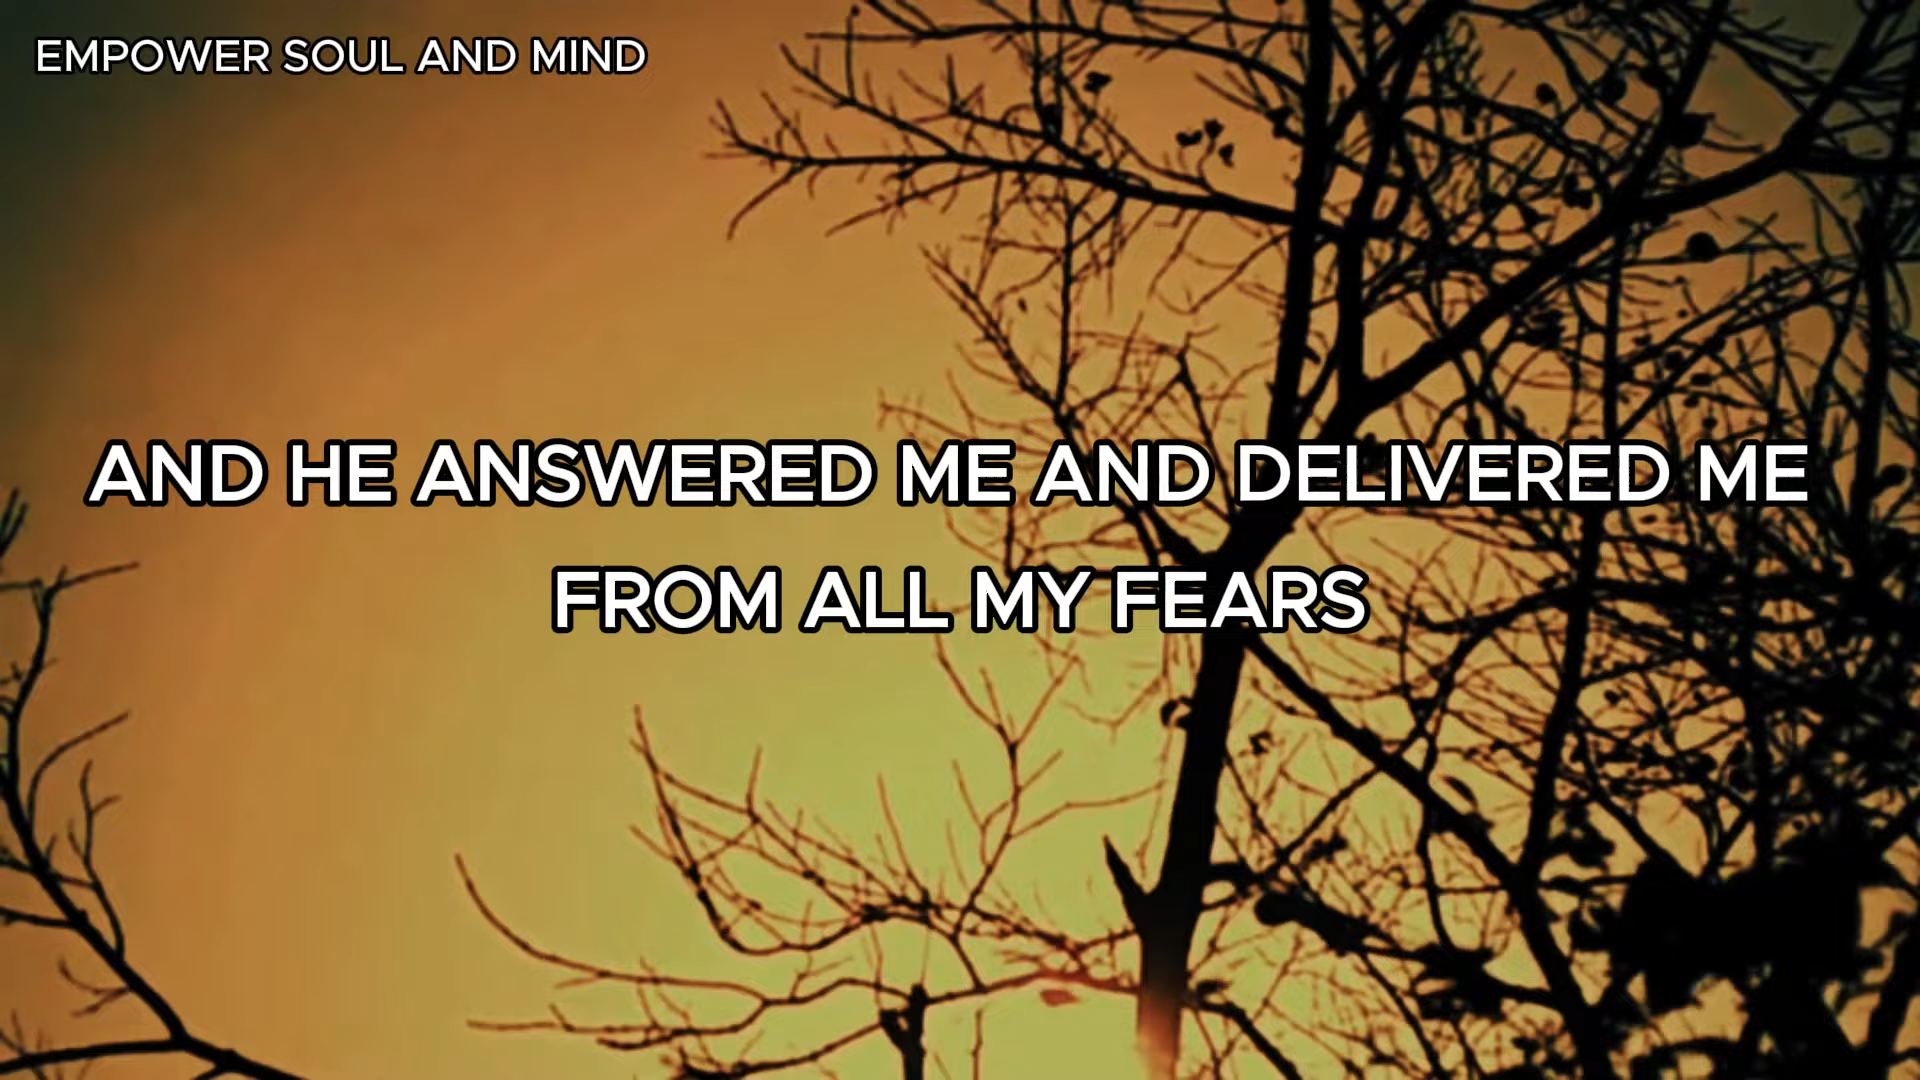 EMPOWER SOUL AND MIND
AND HE ANSWERED ME AND DELIVERED ME
FROM ALL MY FEARS